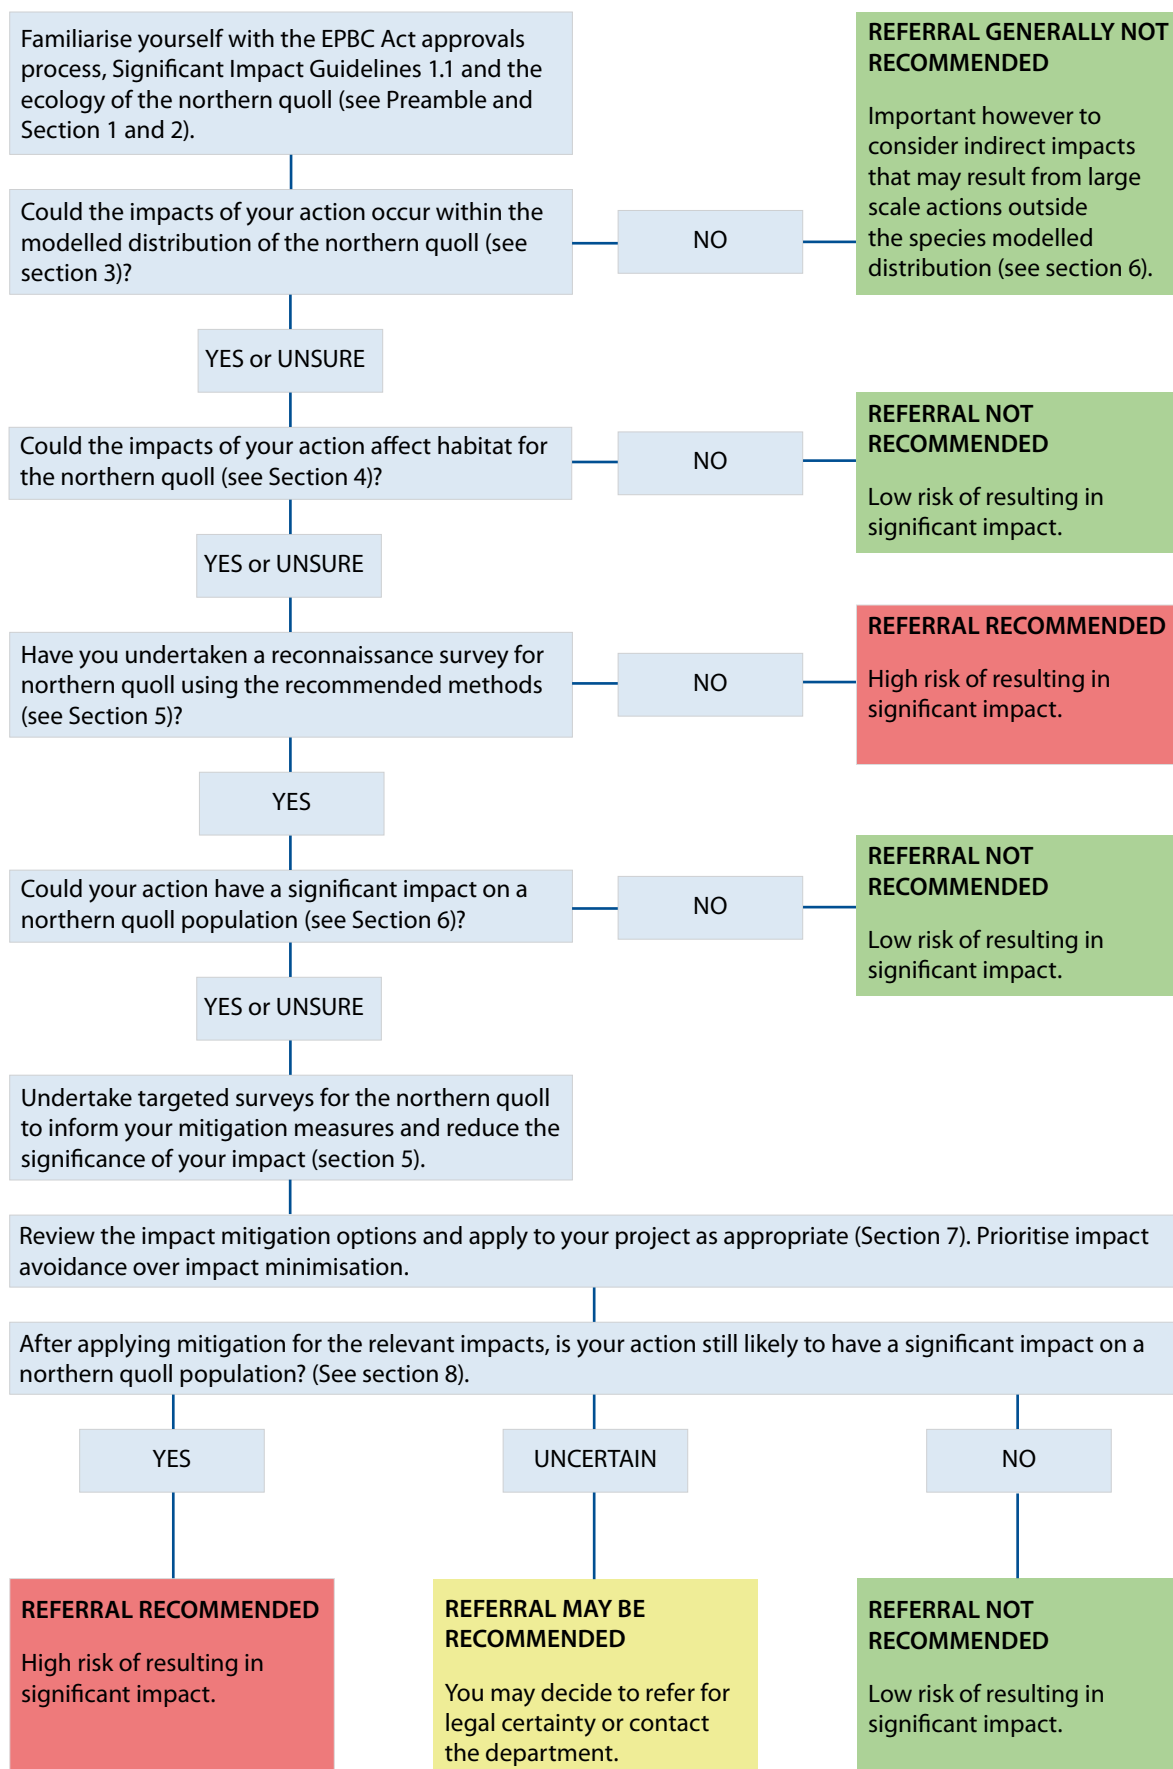 Familiarise yourself with the EPBC Act approvals
process, Significant Impact Guidelines 1.1 and the
ecology of the northern quoll (see Preamble and
Section 1 and 2).
REFERRAL GENERALLY NOT
RECOMMENDED
Important however to
consider indirect impacts
that may result from large
scale actions outside
the species modelled
distribution (see section 6).
Could the impacts of your action occur within the
modelled distribution of the northern quoll (see
section 3)?
NO
YES or UNSURE
Could the impacts of your action affect habitat for
the northern quoll (see Section 4)?
NO
REFERRAL NOT
RECOMMENDED
Low risk of resulting in
significant impact.
YES or UNSURE
Have you undertaken a reconnaissance survey for
northern quoll using the recommended methods
(see Section 5)?
NO
REFERRAL RECOMMENDED
High risk of resulting in
significant impact.
YES
Could your action have a significant impact on a
northern quoll population (see Section 6)?
NO
REFERRAL NOT
RECOMMENDED
Low risk of resulting in
significant impact.
YES or UNSURE
Undertake targeted surveys for the northern quoll
to inform your mitigation measures and reduce the
significance of your impact (section 5).
Review the impact mitigation options and apply to your project as appropriate (Section 7). Prioritise impact
avoidance over impact minimisation.
After applying mitigation for the relevant impacts, is your action still likely to have a significant impact on a
northern quoll population? (See section 8).
YES
UNCERTAIN
NO
REFERRAL RECOMMENDED
High risk of resulting in
significant impact.
REFERRAL MAY BE
RECOMMENDED
You may decide to refer for
legal certainty or contact
the department.
REFERRAL NOT
RECOMMENDED
Low risk of resulting in
significant impact.